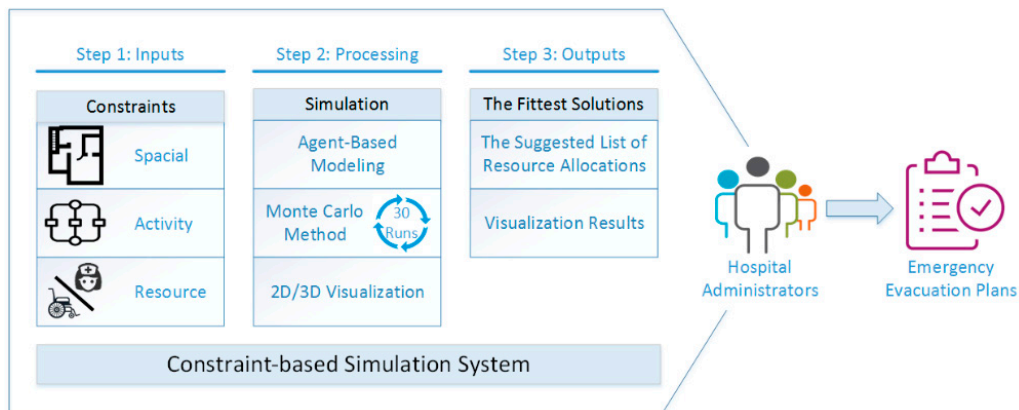 Step 1: Inputs
Constraints
Spacial
Activity
Resource
Step 2: Processing
Simulation
Agent-Based
Modeling
Monte Carlo
Method
30
Runs
2D/3D Visualization
Step 3: Outputs
The Fittest Solutions
The Suggested List of
Resource Allocations
Visualization Results
Constraint-based Simulation System
Hospital
Administrators
Emergency
Evacuation Plans